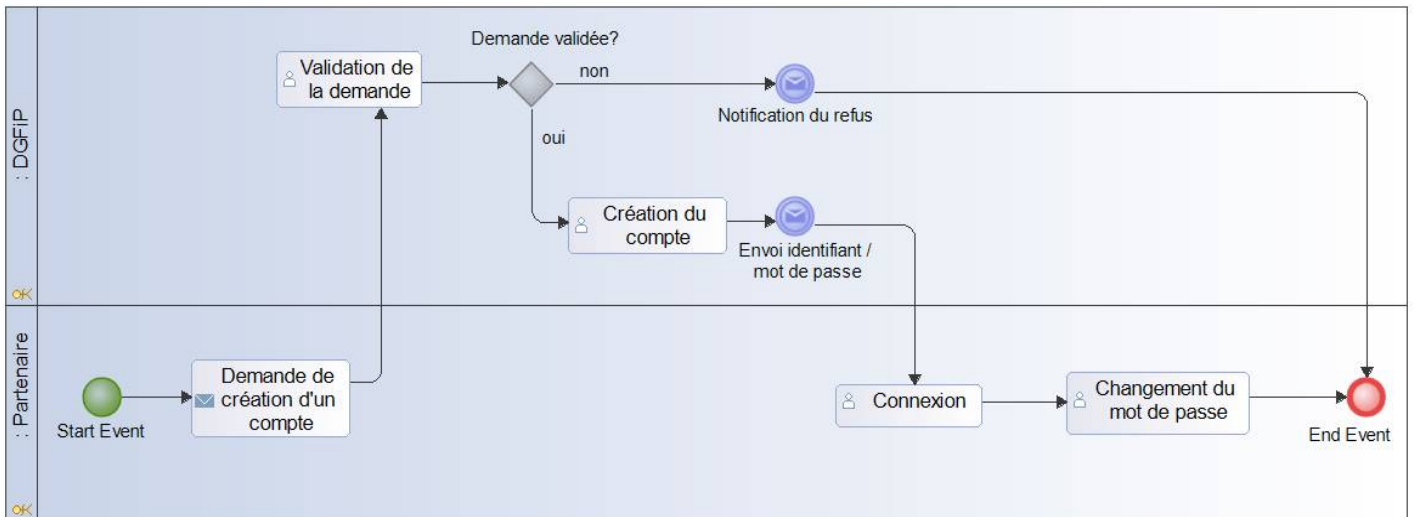 : DGFiP
Demande validée?
Validation de
la demande
non
Notification du refus
oui
Création du
compte
Envoi identifiant /
mot de passe
: Partenaire
Start Event
Demande de
création d'un
compte
Connexion
Changement du
mot de passe
End Event